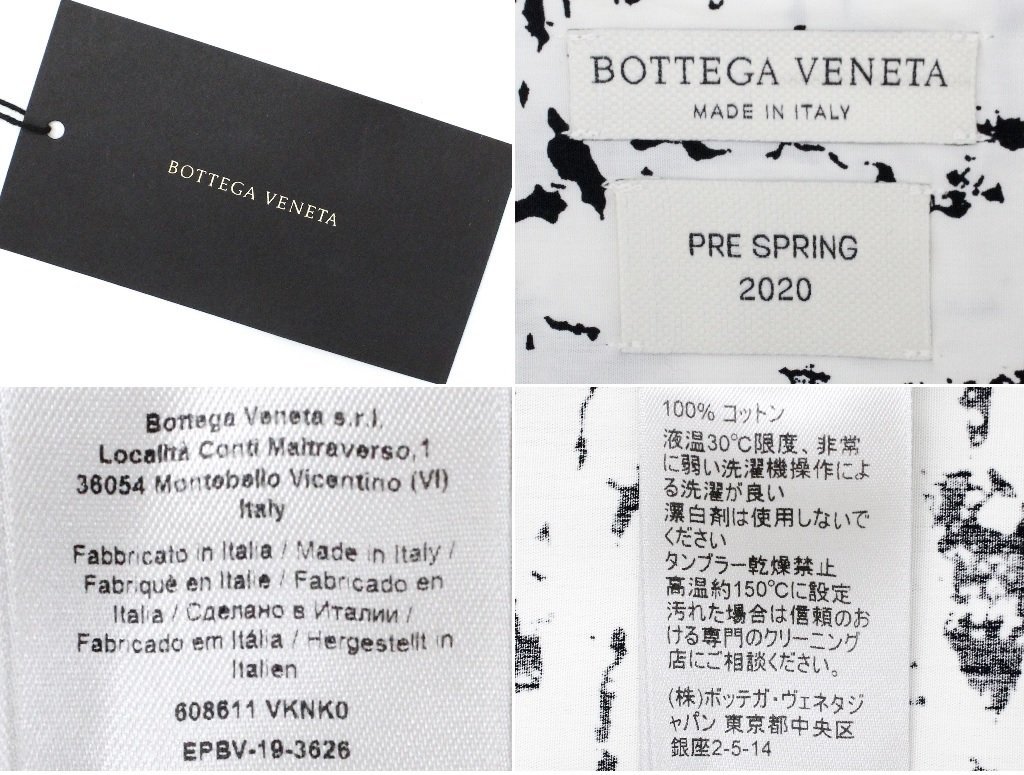 BOTTEGA VENETA
BOTTEGA VENETA
MADE IN ITALY
PRE SPRING
2020
Bottega Veneta s.r.l.
Località Conti Maltraverso,1
36054 Montebello Vicentino (VI)
Italy
Fabbricato in Italia / Made in Italy /
Fabriqué en Italie / Fabricado en
Italia / Сделано в Италии /
Fabricado em Itália / Hergestellt in
Italien
608611 VKNK0
EPBV-19-3626
100% コットン
液温30℃限度、非常
に弱い洗濯機操作によ
る洗濯が良い
漂白剤は使用しないで
ください
タンブラー乾燥禁止
高温約150℃に設定
汚れた場合は信頼のお
ける専門のクリーニング
店にご相談ください。
(株)ボッテガ・ヴェネタジ
ャパン 東京都中央区
銀座2-5-14